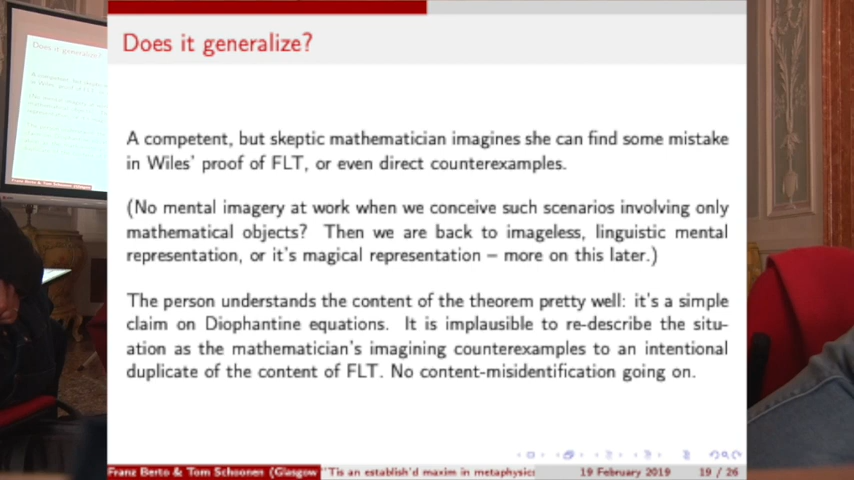 Does it generalize?
A competent, but skeptic mathematician imagines she can find some mistake
in Wiles' proof of FLT, or even direct counterexamples.
(No mental imagery at work when we conceive such scenarios involving only
mathematical objects? Then we are back to imageless, linguistic mental
representation, or it's magical representation – more on this later.)
The person understands the content of the theorem pretty well: it's a simple
claim on Diophantine equations. It is implausible to re-describe the situ-
ation as the mathematician's imagining counterexamples to an intentional
duplicate of the content of FLT. No content-misidentification going on.
Franz Berto & Tom Schoonen (Glasgow "Tis an establish'd maxim in metaphysics 19 February 2019 19 / 26
Does it generalize?